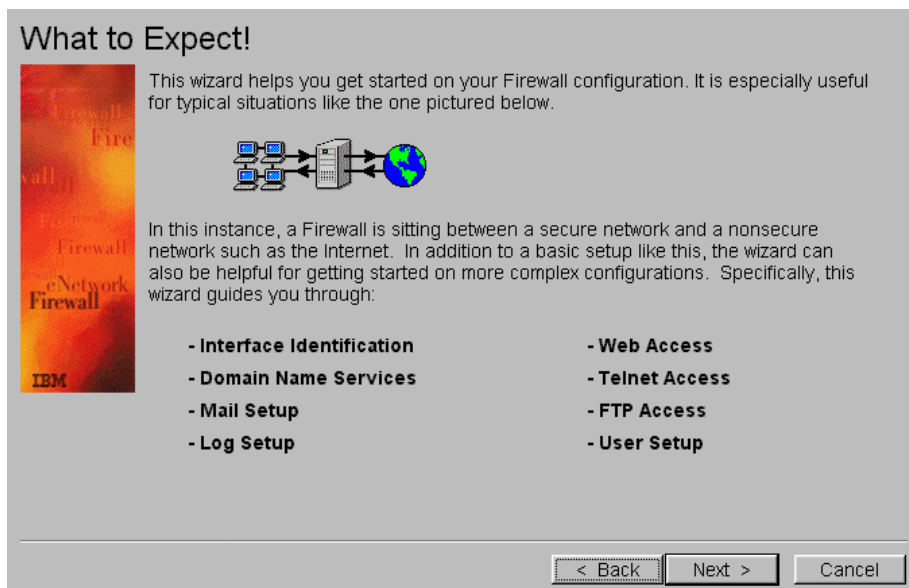 What to Expect!
This wizard helps you get started on your Firewall configuration. It is especially useful
for typical situations like the one pictured below.
Firewall
Fire
wall
Firewall
Firewall
eNetwork
Firewall
IBM
In this instance, a Firewall is sitting between a secure network and a nonsecure
network such as the Internet.  In addition to a basic setup like this, the wizard can
also be helpful for getting started on more complex configurations.  Specifically, this
wizard guides you through:
- Interface Identification
- Domain Name Services
- Mail Setup
- Log Setup
- Web Access
- Telnet Access
- FTP Access
- User Setup
< Back
Next >
Cancel